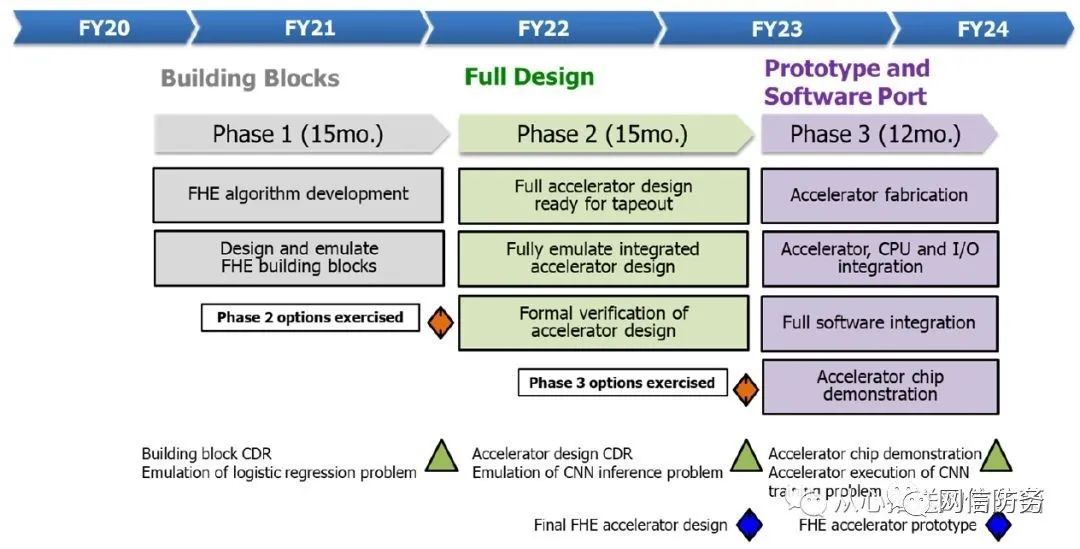 FY20
FY21
FY22
FY23
FY24
Building Blocks
Full Design
Prototype and
Software Port
Phase 1 (15mo.)
Phase 2 (15mo.)
Phase 3 (12mo.)
FHE algorithm development
Full accelerator design
ready for tapeout
Accelerator fabrication
Design and emulate
FHE building blocks
Fully emulate integrated
accelerator design
Accelerator, CPU and I/O
integration
Phase 2 options exercised
Formal verification of
accelerator design
Full software integration
Phase 3 options exercised
Accelerator chip
demonstration
Building block CDR
Emulation of logistic regression problem
Accelerator design CDR
Emulation of CNN inference problem
Accelerator chip demonstration
Accelerator execution of CNN
training problem
网信防务
Final FHE accelerator design
FHE accelerator prototype